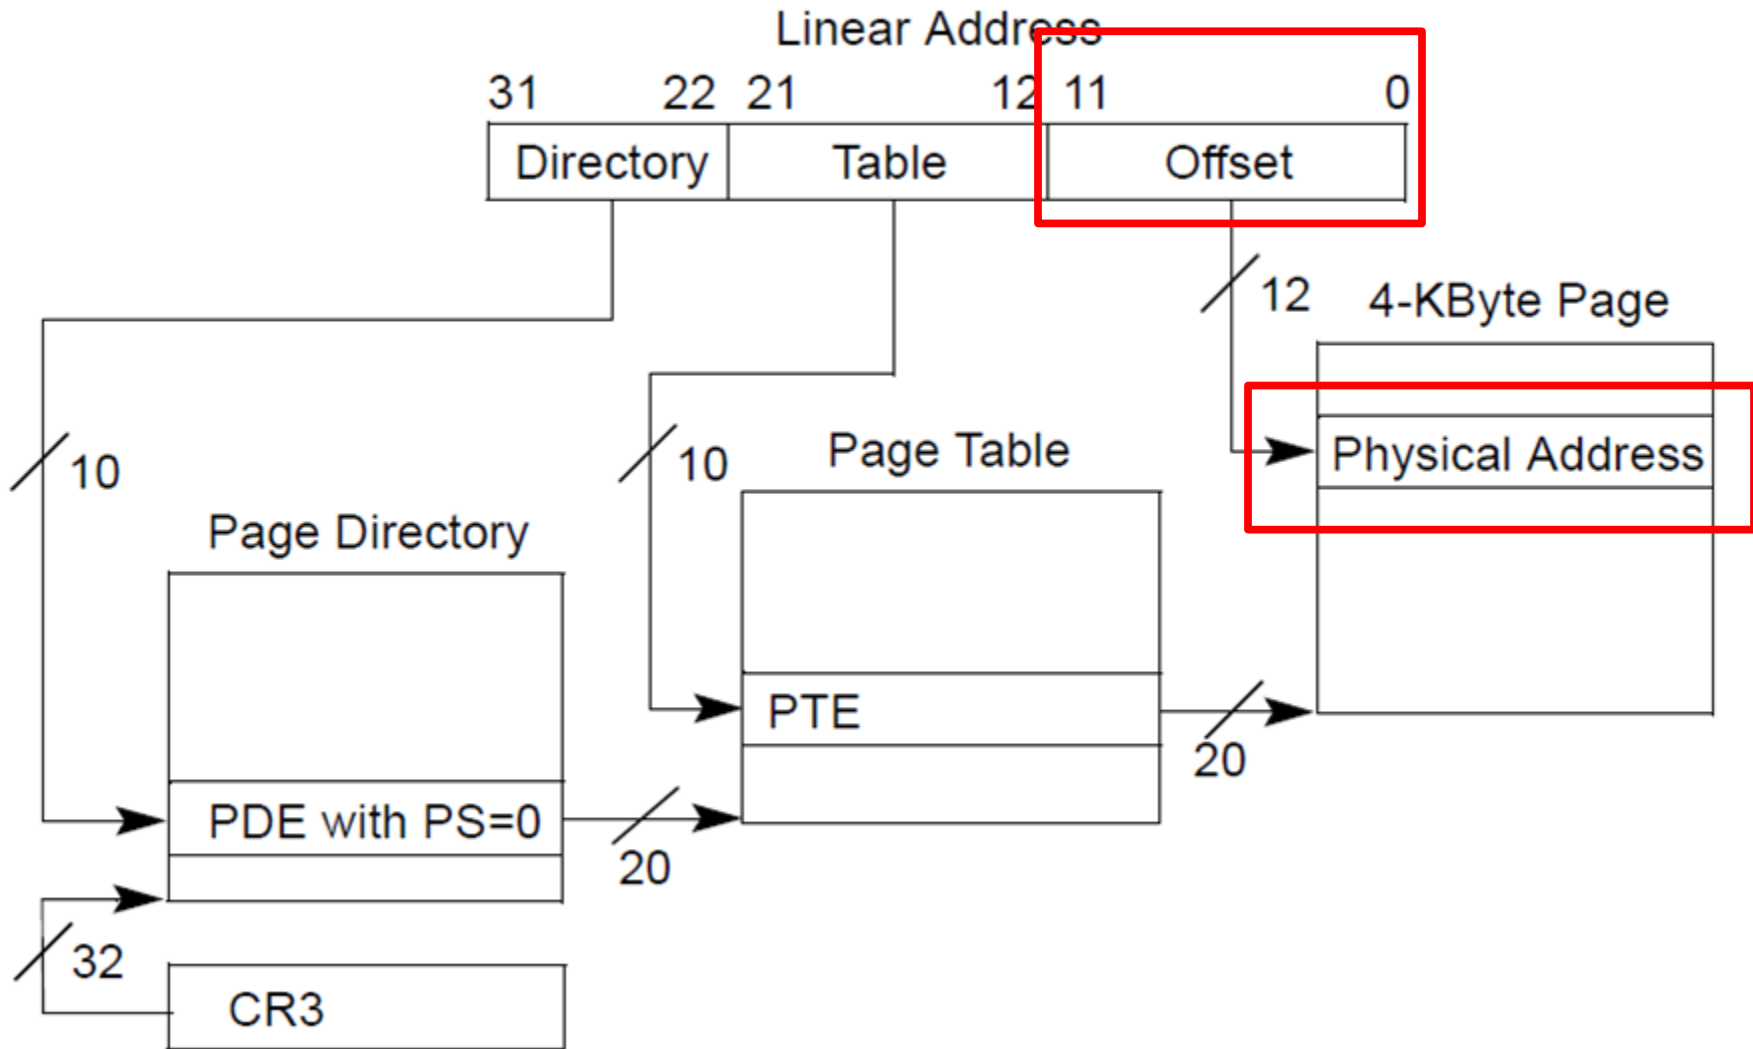 Linear Address
31 22 21 12 11 0
Directory Table Offset
12
4-KByte Page
10
10
Page Table
Physical Address
Page Directory
PTE
20
PDE with PS=0
20
32
CR3